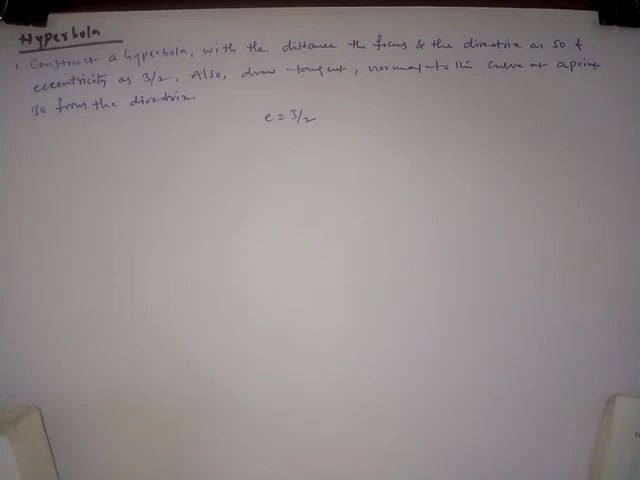 Hyperbola
1. Construct a hyperbola, with the distance the focus & the directrix as 50 &
eccentricity as 3/2. Also, draw tangent, normal to the curve at a point
30 from the directrix
e = 3/2